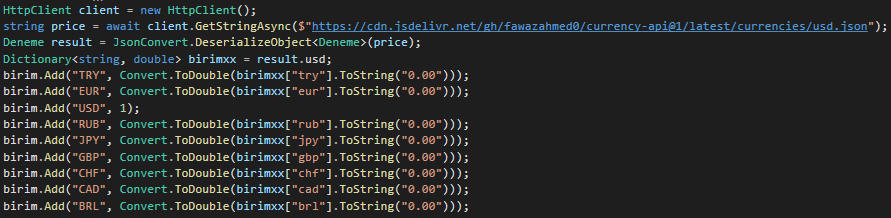 HttpClient client = new HttpClient();
string price = await client.GetStringAsync($"https://cdn.jsdelivr.net/gh/fawazahmed0/currency-api@1/latest/currencies/usd.json");
Deneme result = JsonConvert.DeserializeObject<Deneme>(price);
Dictionary<string, double> birimxx = result.usd;
birim.Add("TRY", Convert.ToDouble(birimxx["try"].ToString("0.00")));
birim.Add("EUR", Convert.ToDouble(birimxx["eur"].ToString("0.00")));
birim.Add("USD", 1);
birim.Add("RUB", Convert.ToDouble(birimxx["rub"].ToString("0.00")));
birim.Add("JPY", Convert.ToDouble(birimxx["jpy"].ToString("0.00")));
birim.Add("GBP", Convert.ToDouble(birimxx["gbp"].ToString("0.00")));
birim.Add("CHF", Convert.ToDouble(birimxx["chf"].ToString("0.00")));
birim.Add("CAD", Convert.ToDouble(birimxx["cad"].ToString("0.00")));
birim.Add("BRL", Convert.ToDouble(birimxx["brl"].ToString("0.00")));